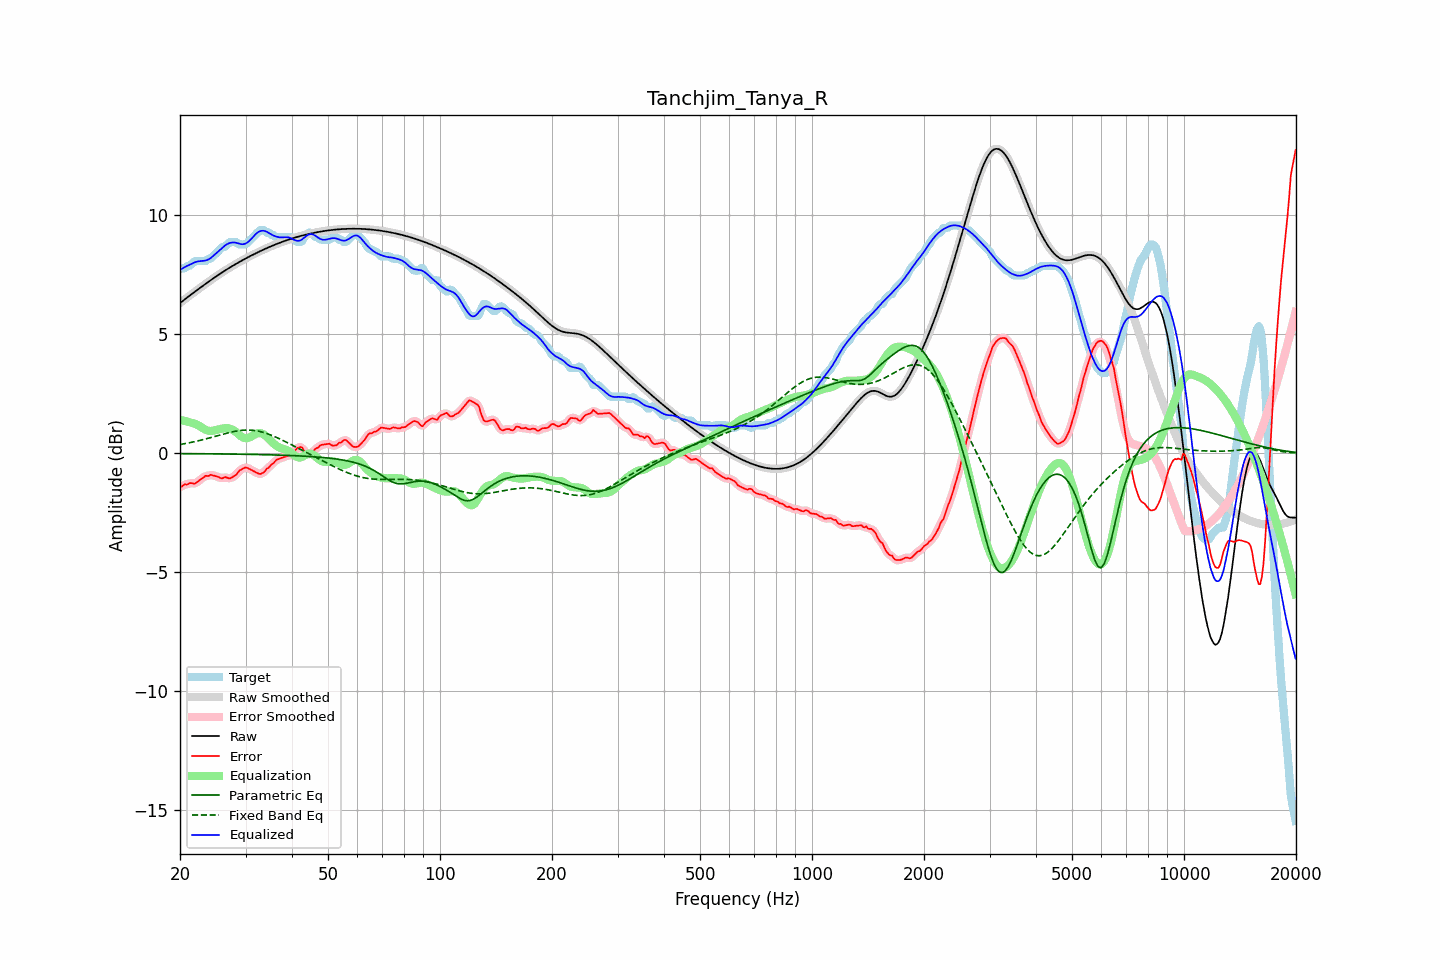 Tanchjim_Tanya_R
Amplitude (dBr)
10
5
0
−5
−10
−15
Target
Raw Smoothed
Error Smoothed
Raw
Error
Equalization
Parametric Eq
Fixed Band Eq
Equalized
20 50 100 200 500 1000 2000 5000 10000 20000
Frequency (Hz)